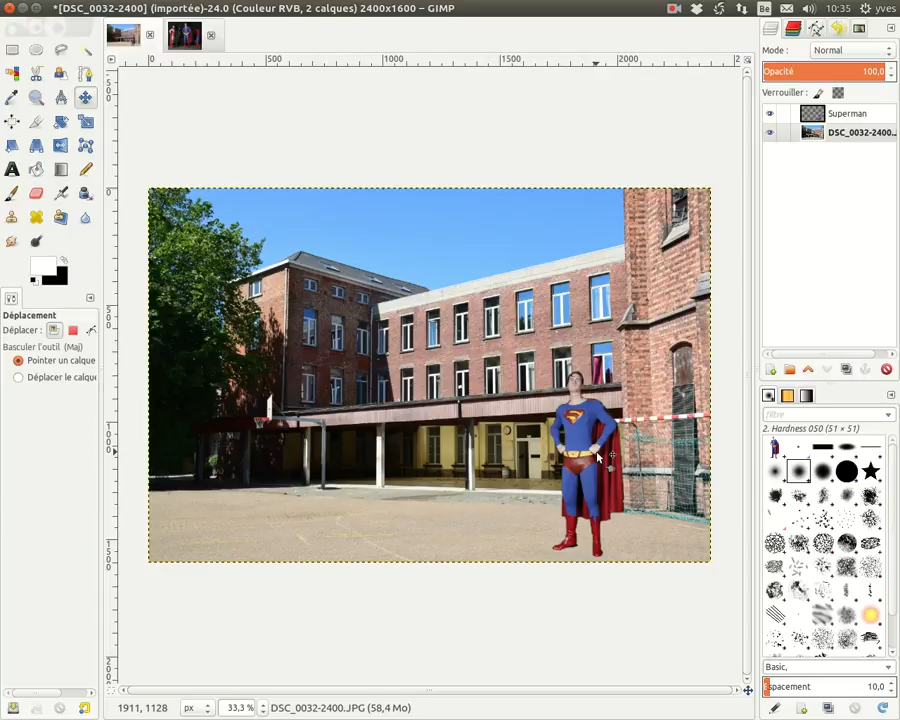 *[DSC_0032-2400] (importée)-24.0 (Couleur RVB, 2 calques) 2400x1600 – GIMP
Be
10:35
yves
0
500
1000
1500
2000
2
Mode :
Normal
Opacité
100,0
Verrouiller :
Superman
DSC_0032-2400...
Déplacement
Déplacer :
Basculer l'outil (Maj)
Pointer un calque
Déplacer le calque
filtre
2. Hardness 050 (51 × 51)
Basic,
spacement
10,0
1911, 1128
px
33,3 %
DSC_0032-2400.JPG (58,4 Mo)